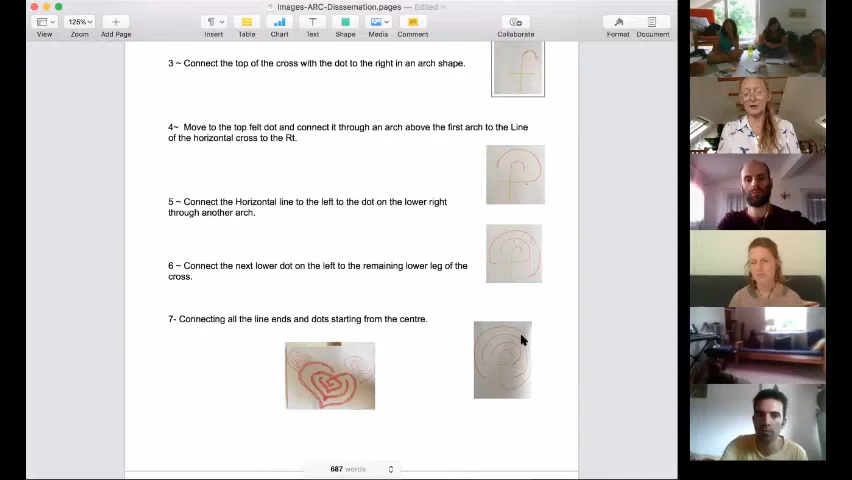 Images-ARC-Disssemation.pages — Edited
125%
View
Zoom
Add Page
Insert
Table
Chart
Text
Shape
Media
Comment
Collaborate
Format
Document
3 ~ Connect the top of the cross with the dot to the right in an arch shape.
4~ Move to the top felt dot and connect it through an arch above the first arch to the Line
of the horizontal cross to the Rt.
5 ~ Connect the Horizontal line to the left to the dot on the lower right
through another arch.
6 ~ Connect the next lower dot on the left to the remaining lower leg of the
cross.
7- Connecting all the line ends and dots starting from the centre.
687 words